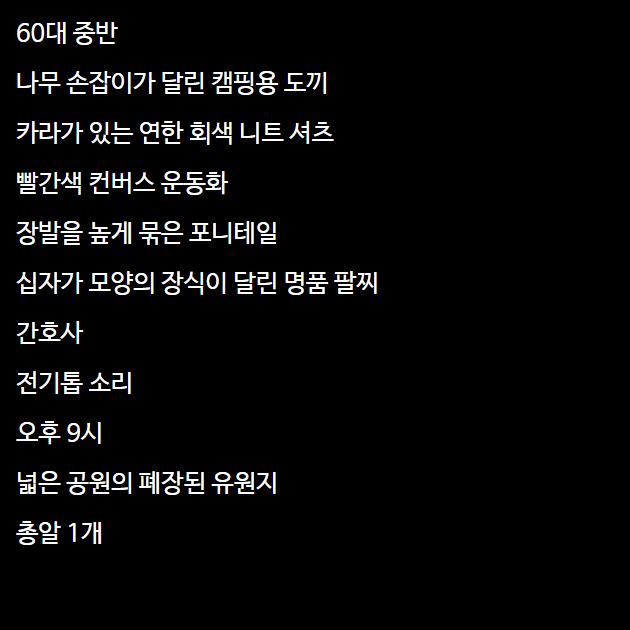 60대 중반
나무 손잡이가 달린 캠핑용 도끼
카라가 있는 연한 회색 니트 셔츠
빨간색 컨버스 운동화
장발을 높게 묶은 포니테일
십자가 모양의 장식이 달린 명품 팔찌
간호사
전기톱 소리
오후 9시
넓은 공원의 폐장된 유원지
총알 1개